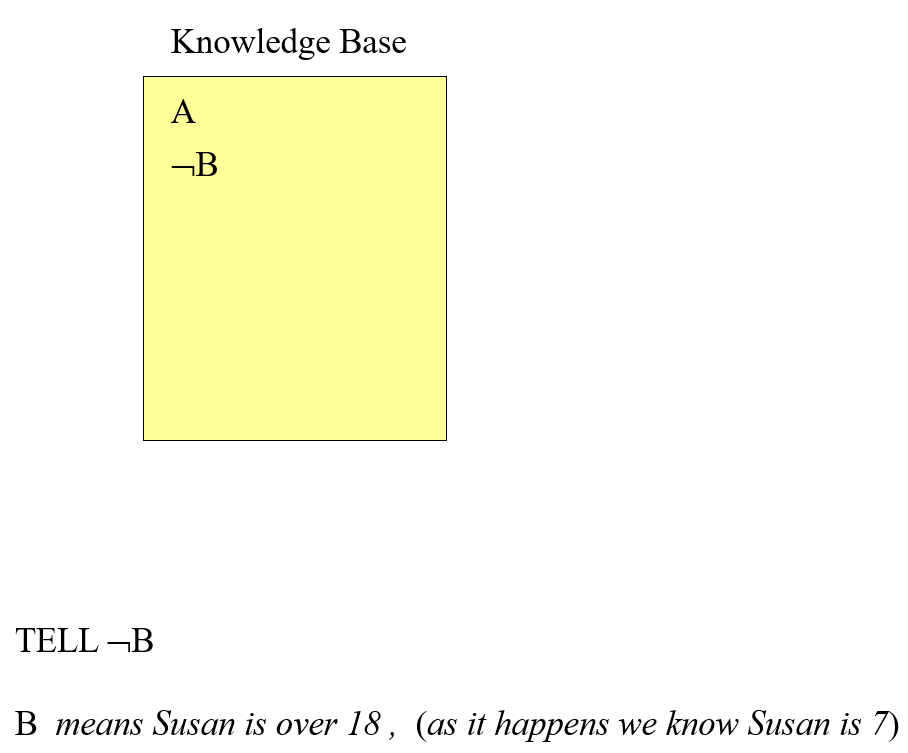 Knowledge Base
A
¬B
TELL ¬B
B means Susan is over 18 , (as it happens we know Susan is 7)